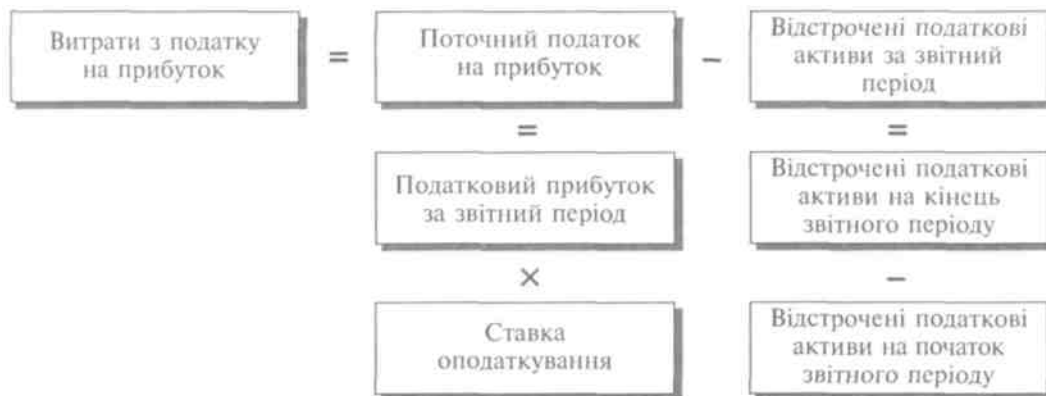 Витрати з податку
на прибуток
=
Поточний податок
на прибуток
–
Відстрочені податкові
активи за звітний
період
=
=
Податковий прибуток
за звітний період
Відстрочені податкові
активи на кінець
звітного періоду
×
–
Ставка
оподаткування
Відстрочені податкові
активи на початок
звітного періоду